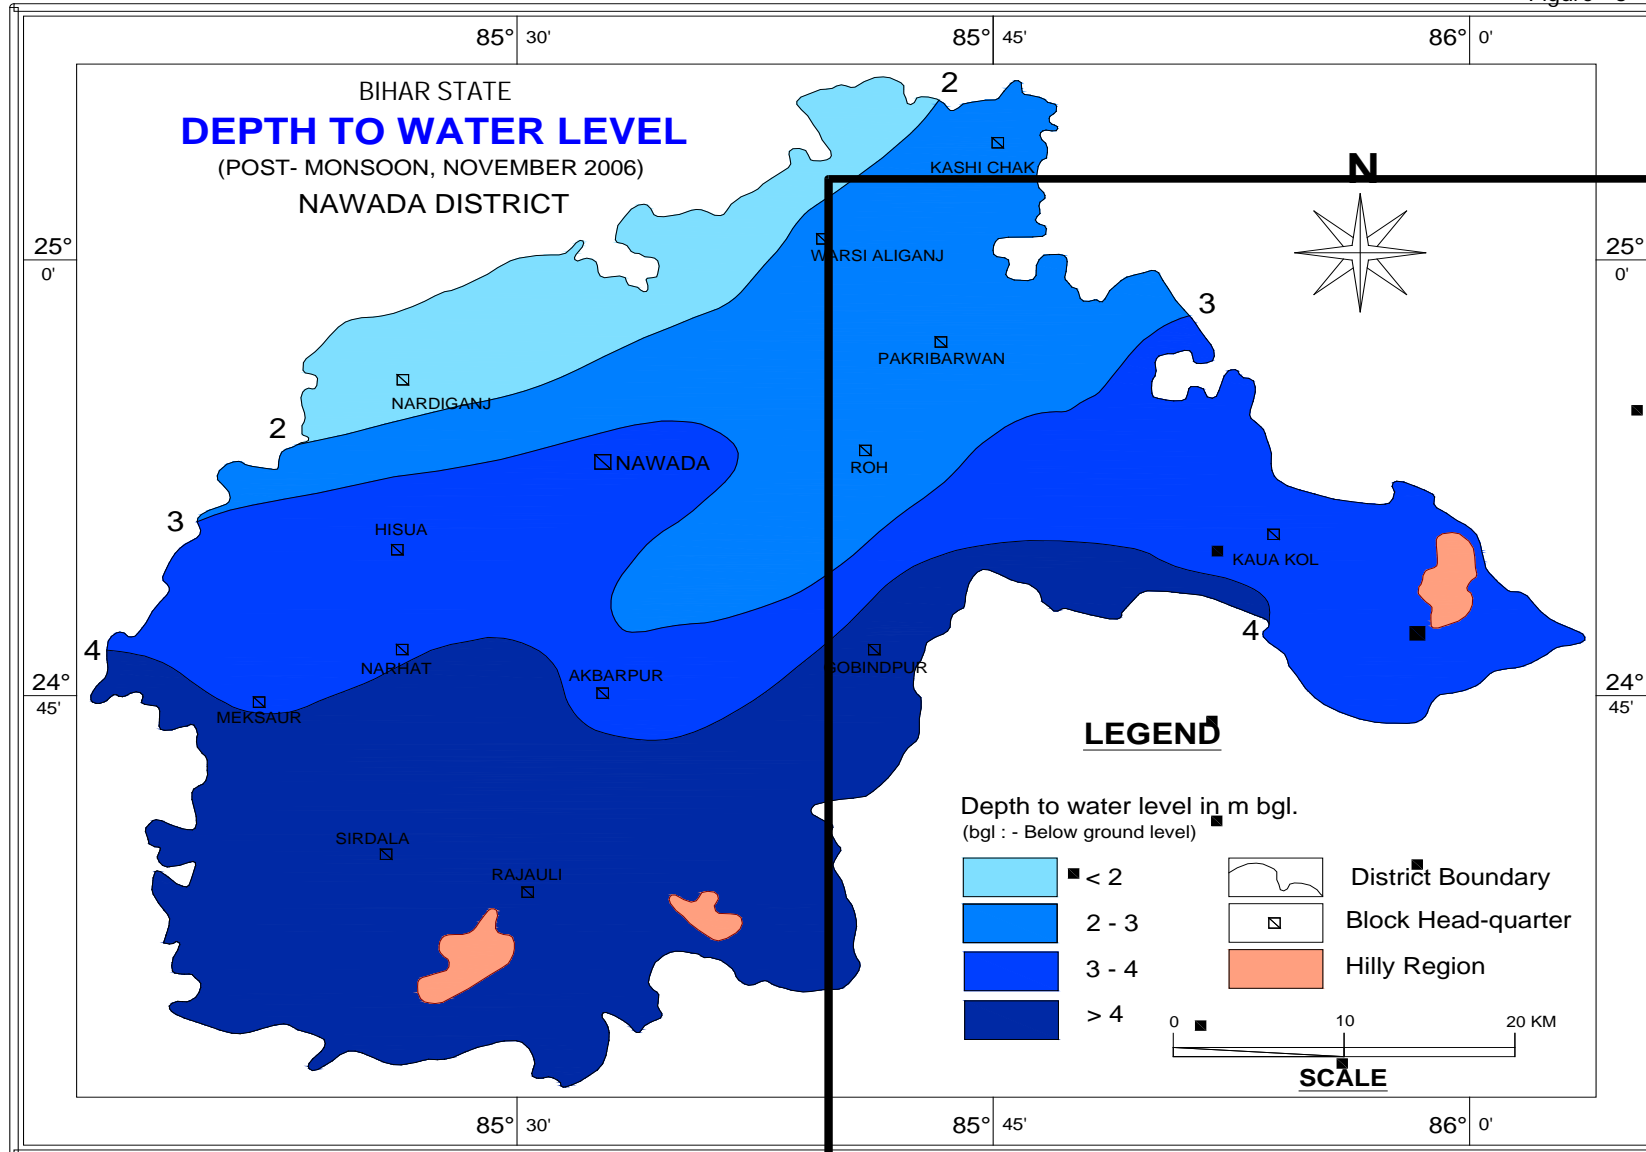 85° 30'
85° 45'
86° 0'
BIHAR STATE
DEPTH TO WATER LEVEL
(POST- MONSOON, NOVEMBER 2006)
NAWADA DISTRICT
2
KASHI CHAK
N
25°
0'
25°
0'
WARSI ALIGANJ
3
PAKRIBARWAN
NARDIGANJ
2
NAWADA
ROH
3
HISUA
KAUA KOL
4
4
NARHAT
AKBARPUR
GOBINDPUR
24°
45'
24°
45'
MEKSAUR
LEGEND
Depth to water level in m bgl.
(bgl : - Below ground level)
SIRDALA
RAJAULI
< 2
District Boundary
2 - 3
Block Head-quarter
3 - 4
Hilly Region
> 4
0 10 20 KM
SCALE
85° 30'
85° 45'
86° 0'